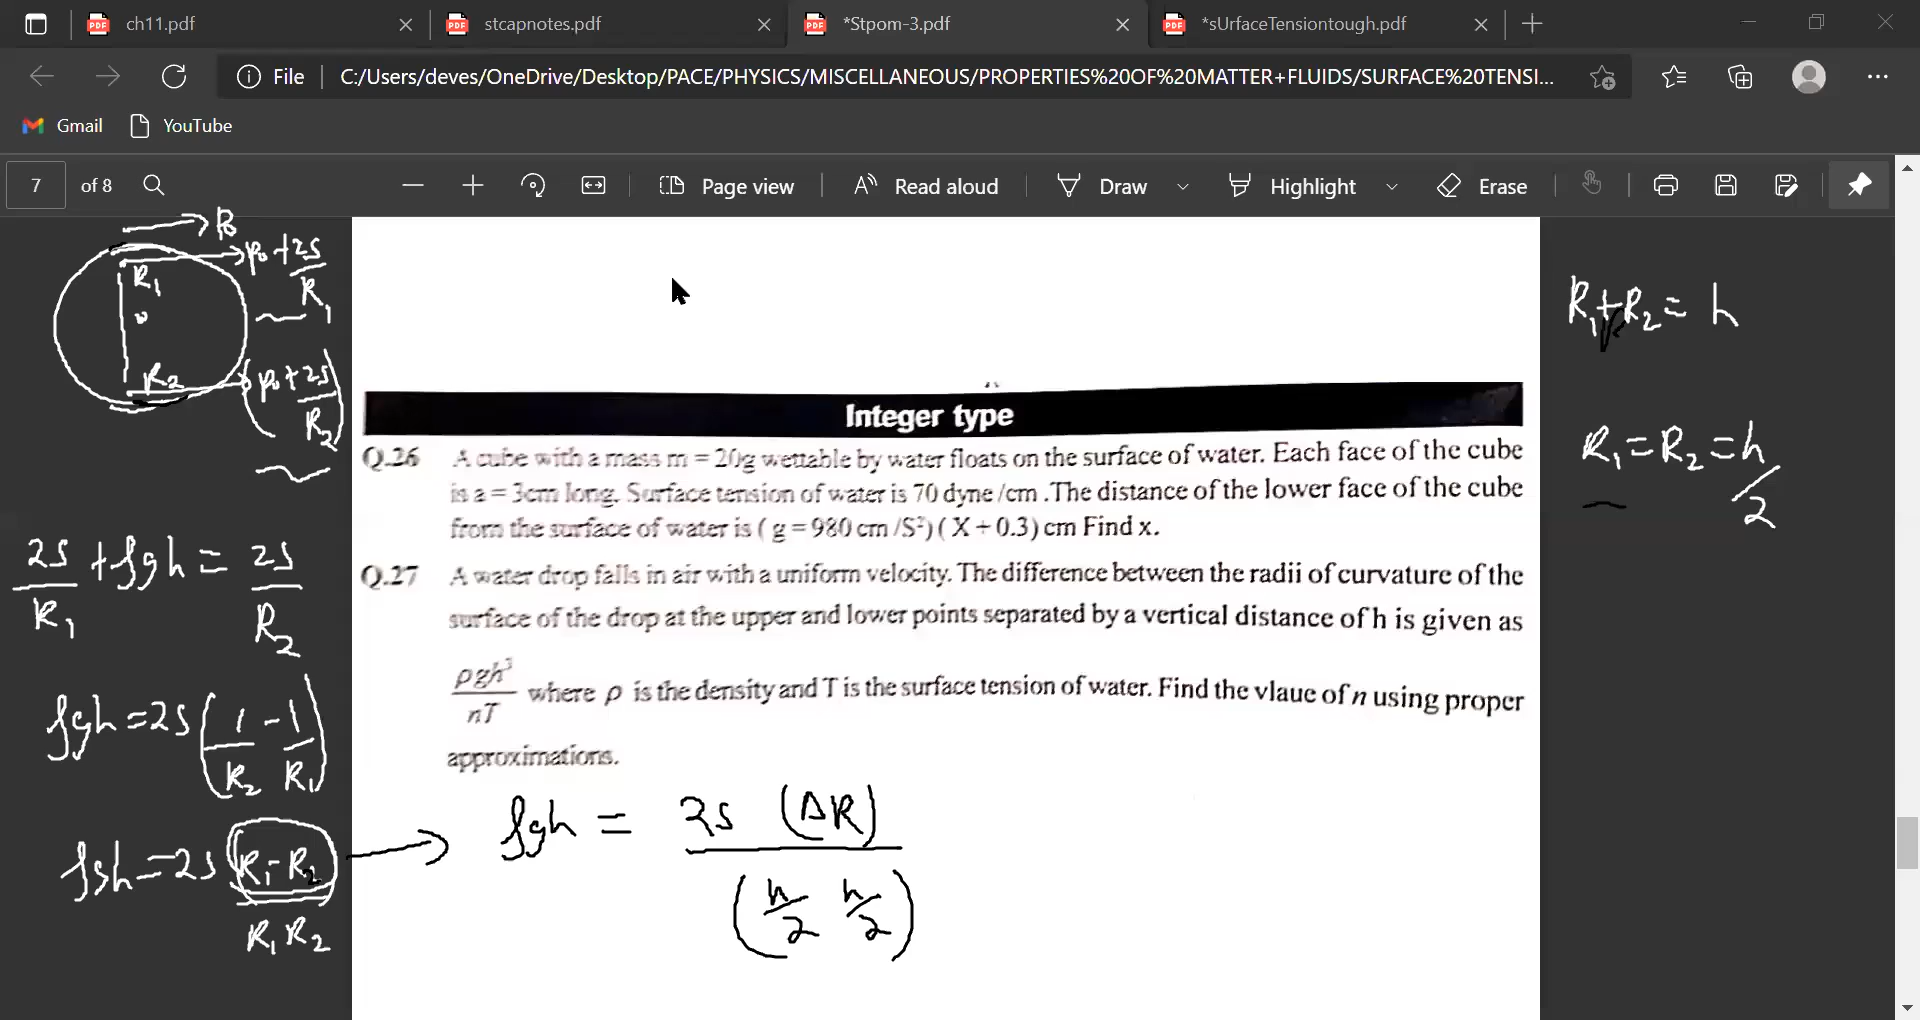 ch11.pdf
stcapnotes.pdf
*Stpom-3.pdf
*sUrfaceTensiontough.pdf
File
C:/Users/deves/OneDrive/Desktop/PACE/PHYSICS/MISCELLANEOUS/PROPERTIES%20OF%20MATTER+FLUIDS/SURFACE%20TENSI...
Gmail
YouTube
7 of 8
Page view
Read aloud
Draw
Highlight
Erase
P₀
R₁
P₀ + 2S/R₁
R₂
(P₀ + 2S/R₂)
2S/R₁ + ρgh = 2S/R₂
ρgh = 2S (1/R₂ - 1/R₁)
ρgh = 2S (R₁ - R₂)/R₁R₂
Integer type
Q.26 A cube with a mass m = 20g wettable by water floats on the surface of water. Each face of the cube
is a = 3cm long. Surface tension of water is 70 dyne /cm .The distance of the lower face of the cube
from the surface of water is ( g = 980 cm /S²) ( X + 0.3) cm Find x.
Q.27 A water drop falls in air with a uniform velocity. The difference between the radii of curvature of the
surface of the drop at the upper and lower points separated by a vertical distance of h is given as
ρgh³/nT where ρ is the density and T is the surface tension of water. Find the vlaue of n using proper
approximations.
ρgh = 2S (ΔR) / (h/2 h/2)
R₁+R₂ = h
R₁ = R₂ = h/2